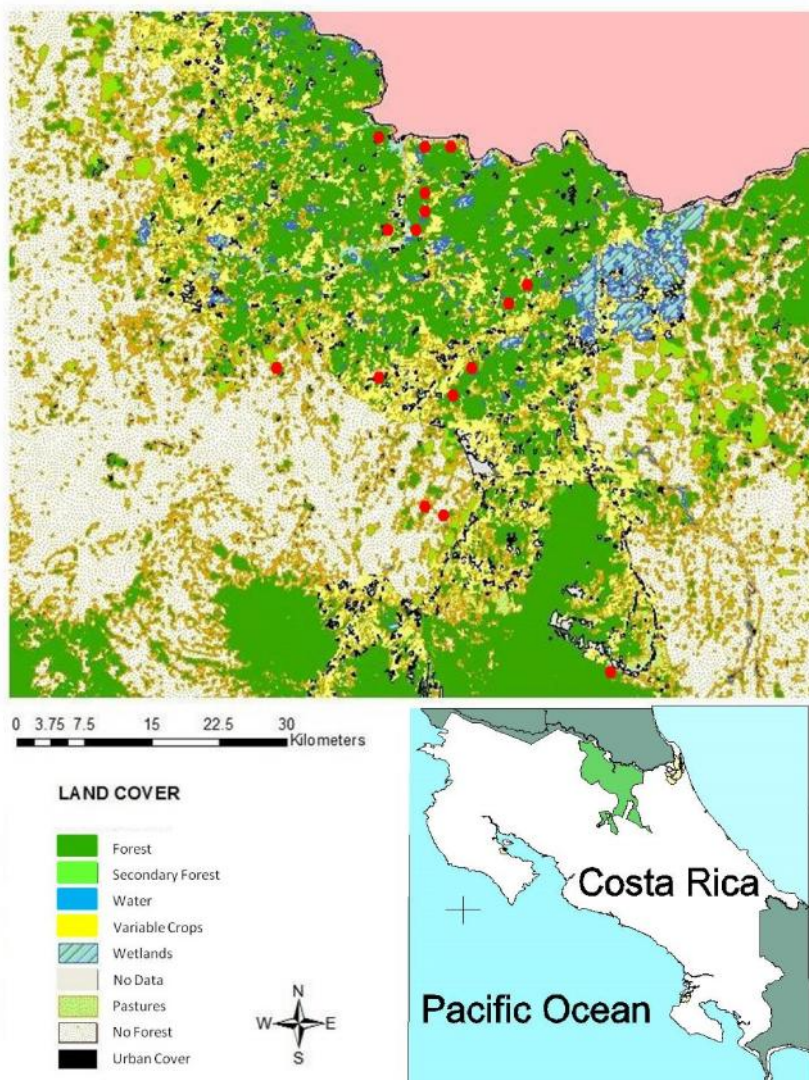 0 3.75 7.5 15 22.5 30
Kilometers
LAND COVER
Forest
Secondary Forest
Water
Variable Crops
Wetlands
No Data
Pastures
No Forest
Urban Cover
N
W E
S
Costa Rica
Pacific Ocean